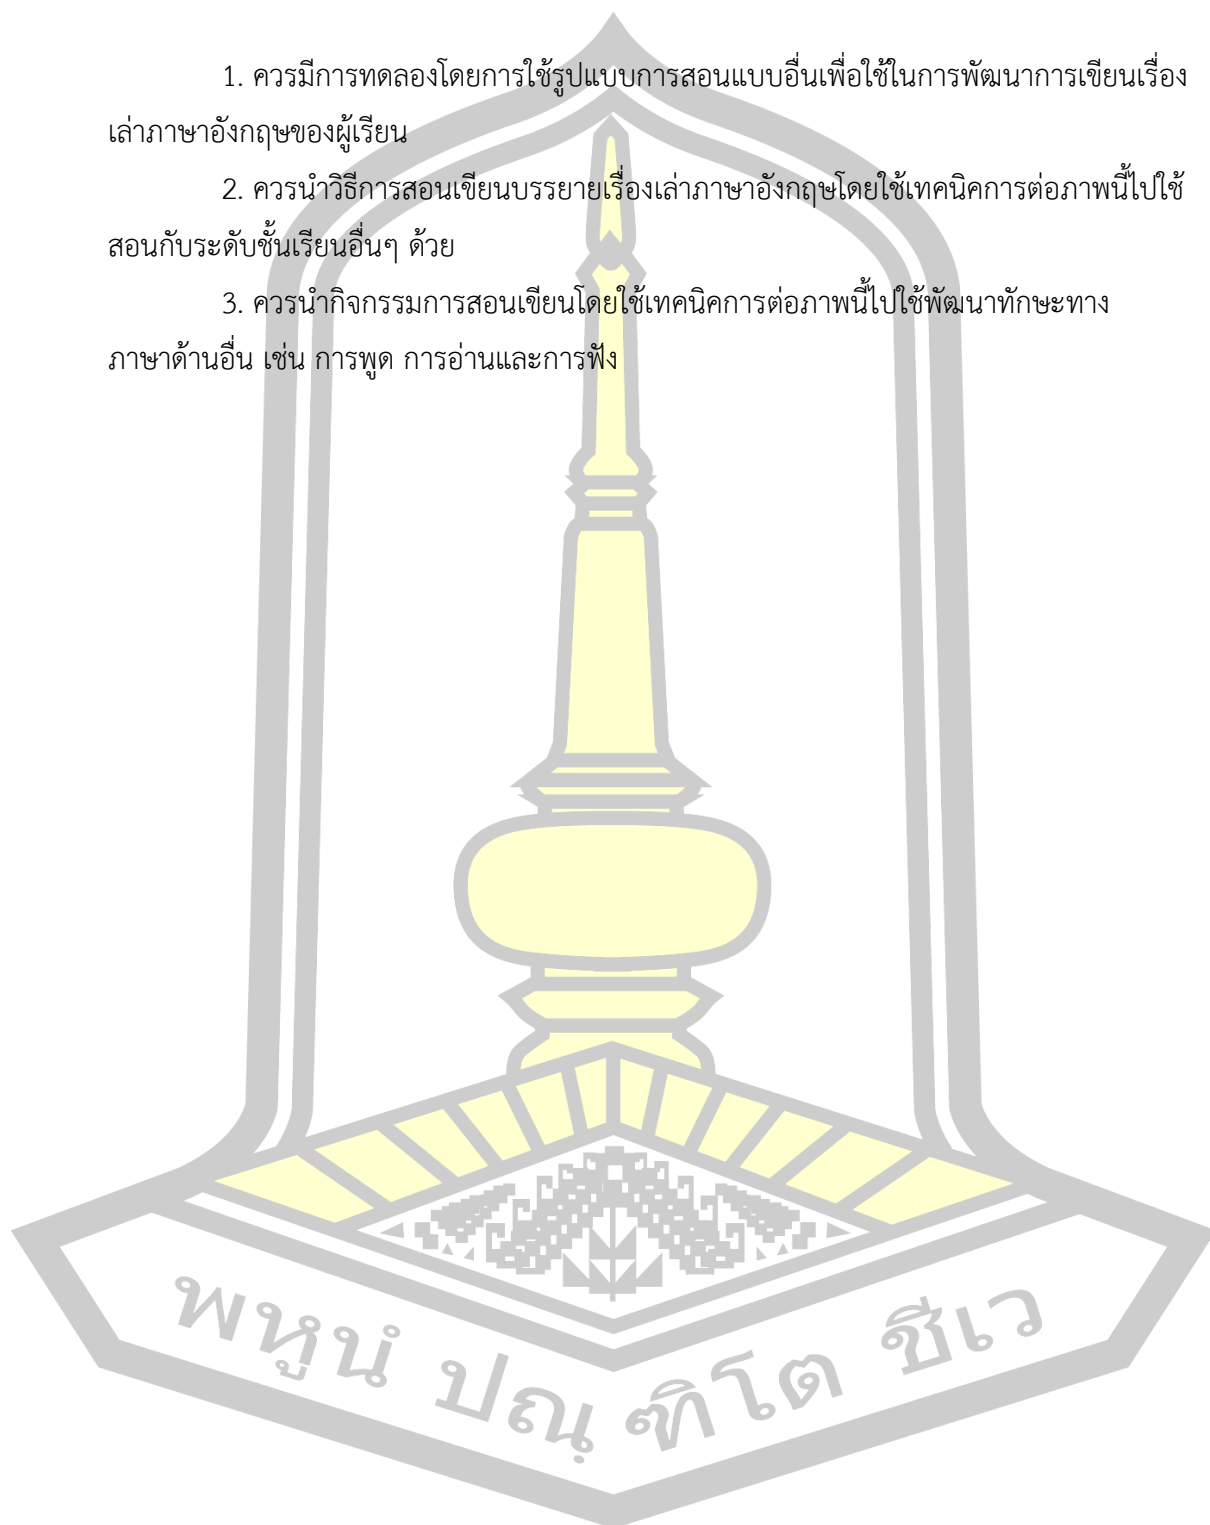 1. ควรมีการทดลองโดยการใช้รูปแบบการสอนแบบอื่นเพื่อใช้ในการพัฒนาการเขียนเรื่อง
เล่าภาษาอังกฤษของผู้เรียน
2. ควรนำวิธีการสอนเขียนบรรยายเรื่องเล่าภาษาอังกฤษโดยใช้เทคนิคการต่อภาพนี้ไปใช้
สอนกับระดับชั้นเรียนอื่นๆ ด้วย
3. ควรนำกิจกรรมการสอนเขียนโดยใช้เทคนิคการต่อภาพนี้ไปใช้พัฒนาทักษะทาง
ภาษาด้านอื่น เช่น การพูด การอ่านและการฟัง
พหูนํ ปณฺฑิโต ชีเว